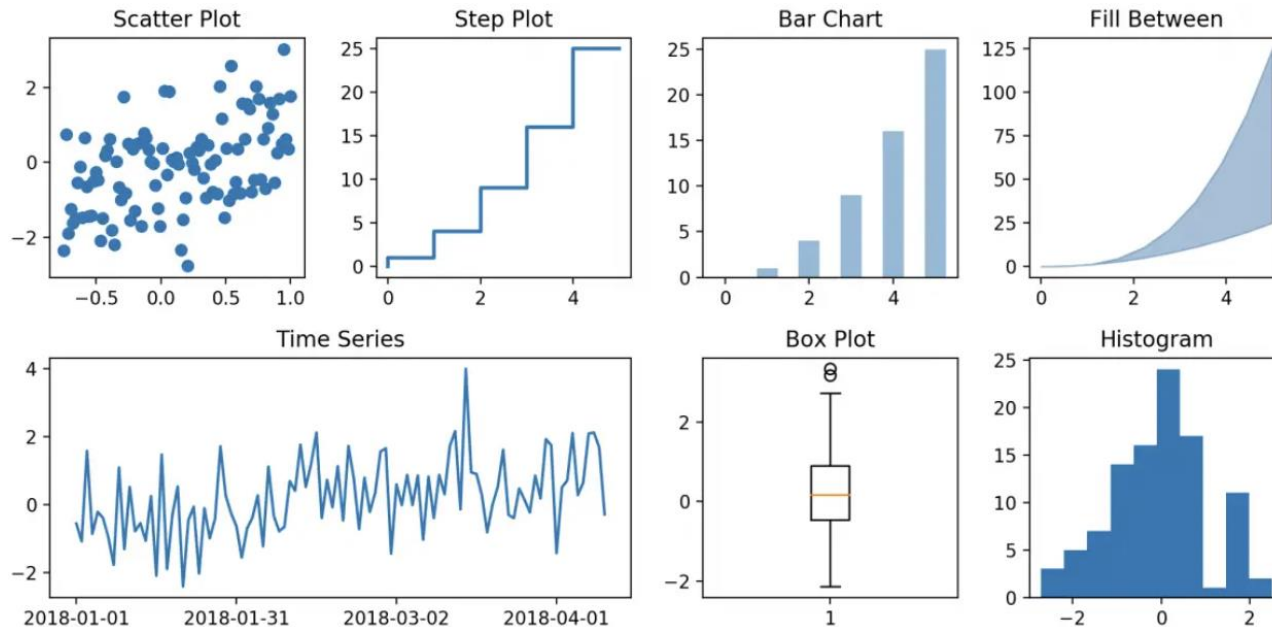 Scatter Plot
Step Plot
Bar Chart
Fill Between
2
0
−2
−0.5 0.0 0.5 1.0
25
20
15
10
5
0
0 2 4
25
20
15
10
5
0
0 2 4
125
100
75
50
25
0
0 2 4
Time Series
Box Plot
Histogram
4
2
0
−2
2018-01-01 2018-01-31 2018-03-02 2018-04-01
2
0
−2
1
25
20
15
10
5
0
−2 0 2